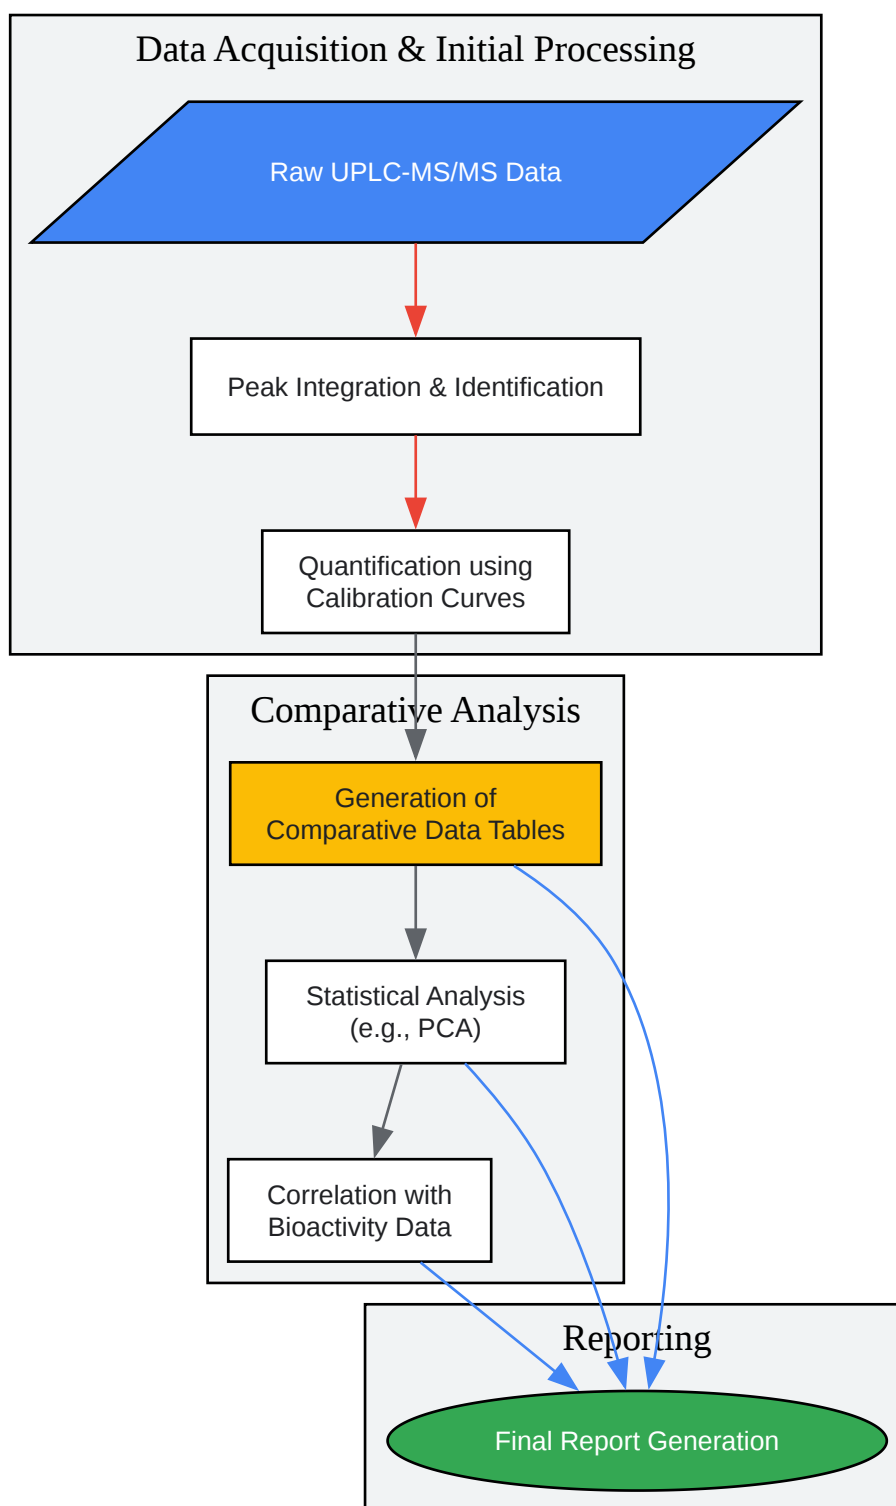 Data Acquisition & Initial Processing
Raw UPLC-MS/MS Data
Peak Integration & Identification
Quantification using
Calibration Curves
Comparative Analysis
Generation of
Comparative Data Tables
Statistical Analysis
(e.g., PCA)
Correlation with
Bioactivity Data
Reporting
Final Report Generation